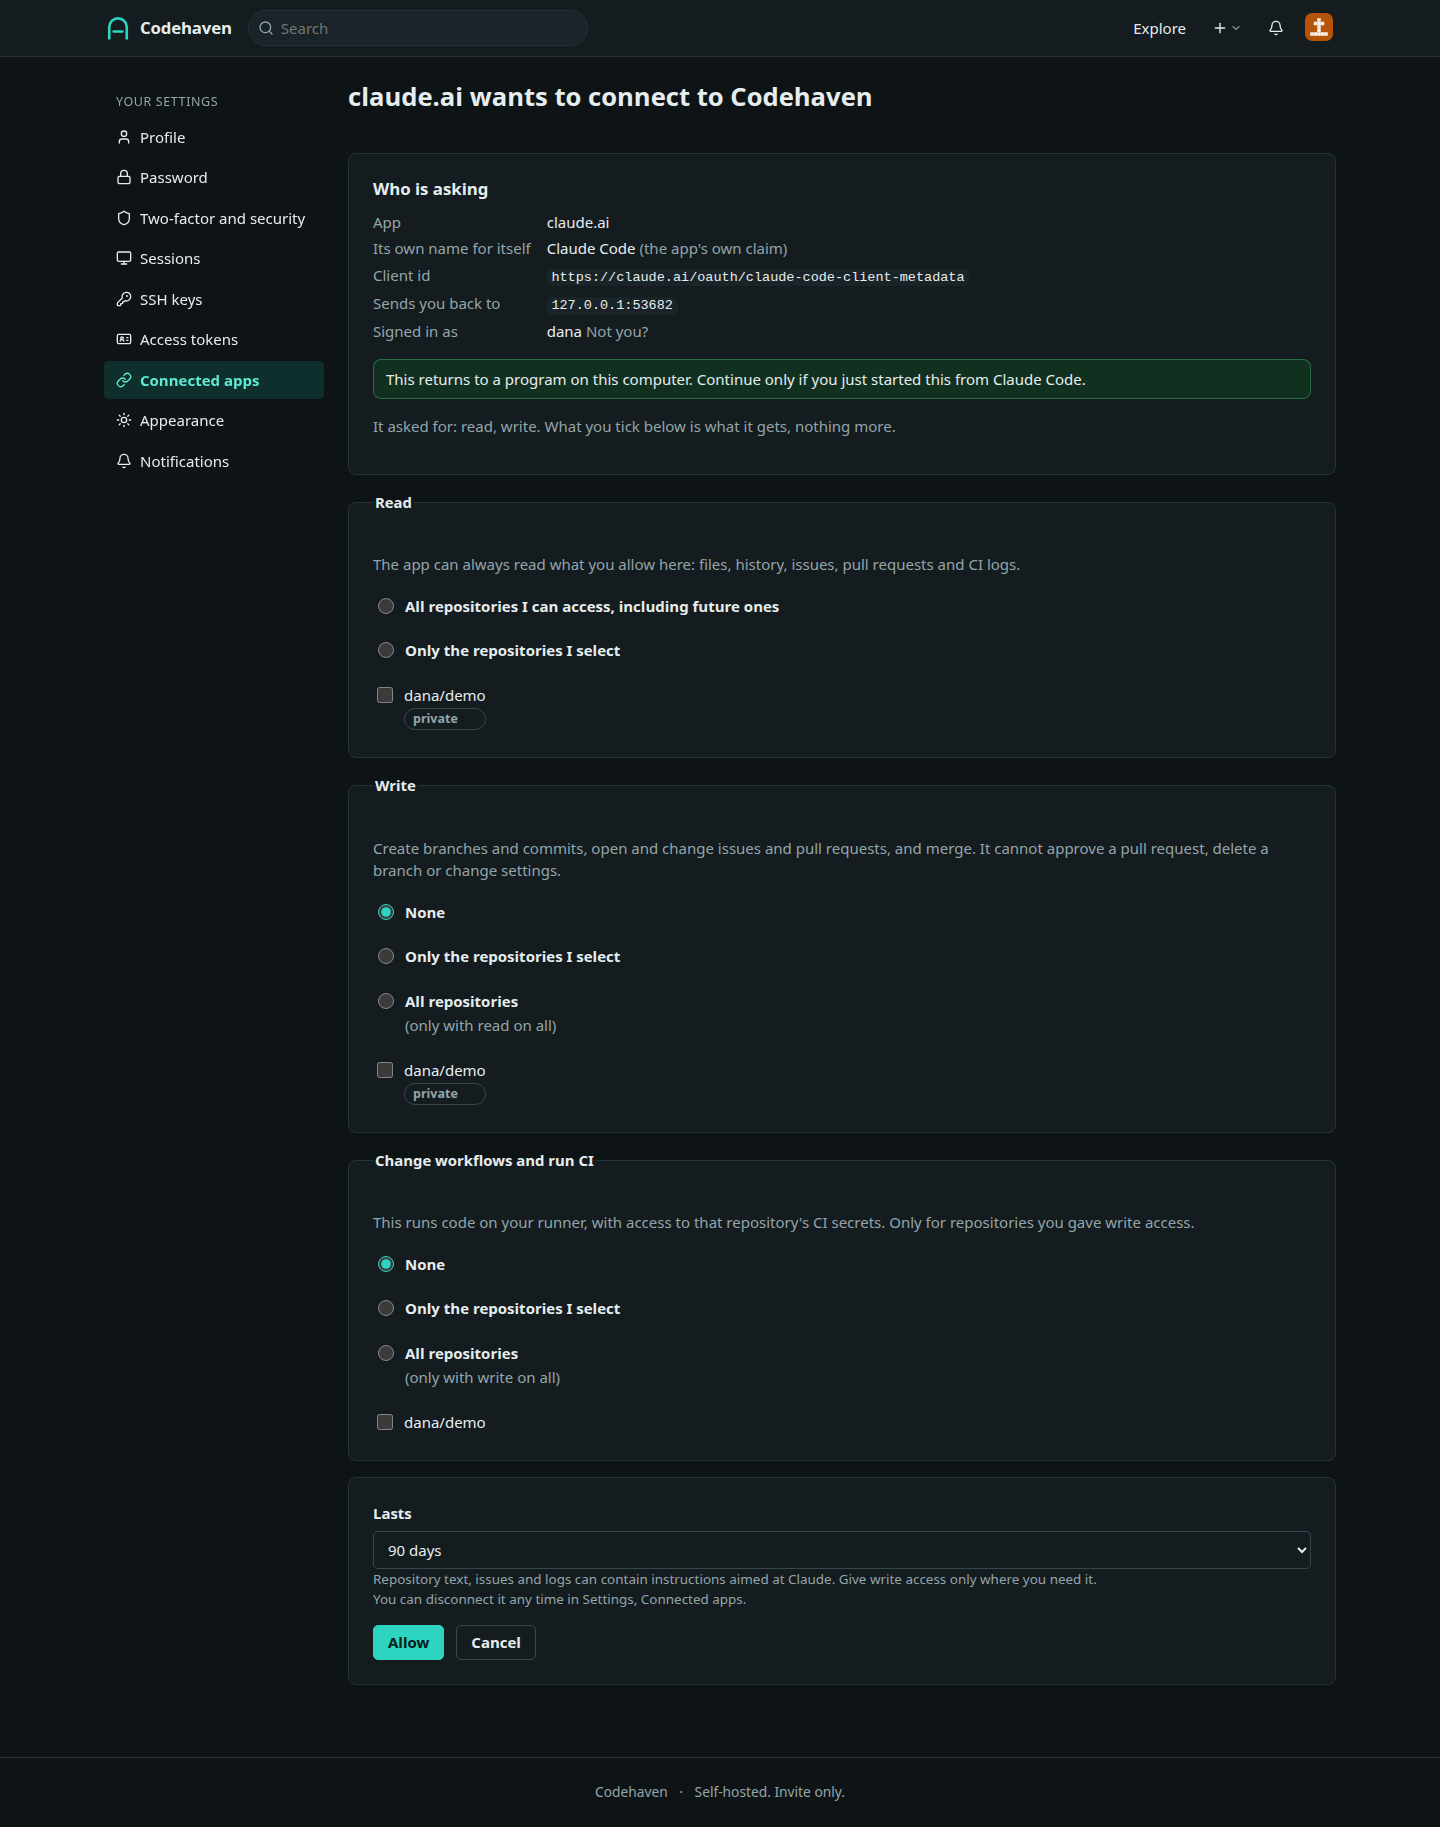 Codehaven
Search
Explore
YOUR SETTINGS
Profile
Password
Two-factor and security
Sessions
SSH keys
Access tokens
Connected apps
Appearance
Notifications
claude.ai wants to connect to Codehaven
Who is asking
App claude.ai
Its own name for itself Claude Code (the app's own claim)
Client id https://claude.ai/oauth/claude-code-client-metadata
Sends you back to 127.0.0.1:53682
Signed in as dana Not you?
This returns to a program on this computer. Continue only if you just started this from Claude Code.
It asked for: read, write. What you tick below is what it gets, nothing more.
Read
The app can always read what you allow here: files, history, issues, pull requests and CI logs.
All repositories I can access, including future ones
Only the repositories I select
dana/demo
private
Write
Create branches and commits, open and change issues and pull requests, and merge. It cannot approve a pull request, delete a
branch or change settings.
None
Only the repositories I select
All repositories
(only with read on all)
dana/demo
private
Change workflows and run CI
This runs code on your runner, with access to that repository's CI secrets. Only for repositories you gave write access.
None
Only the repositories I select
All repositories
(only with write on all)
dana/demo
Lasts
90 days
Repository text, issues and logs can contain instructions aimed at Claude. Give write access only where you need it.
You can disconnect it any time in Settings, Connected apps.
Allow Cancel
Codehaven · Self-hosted. Invite only.